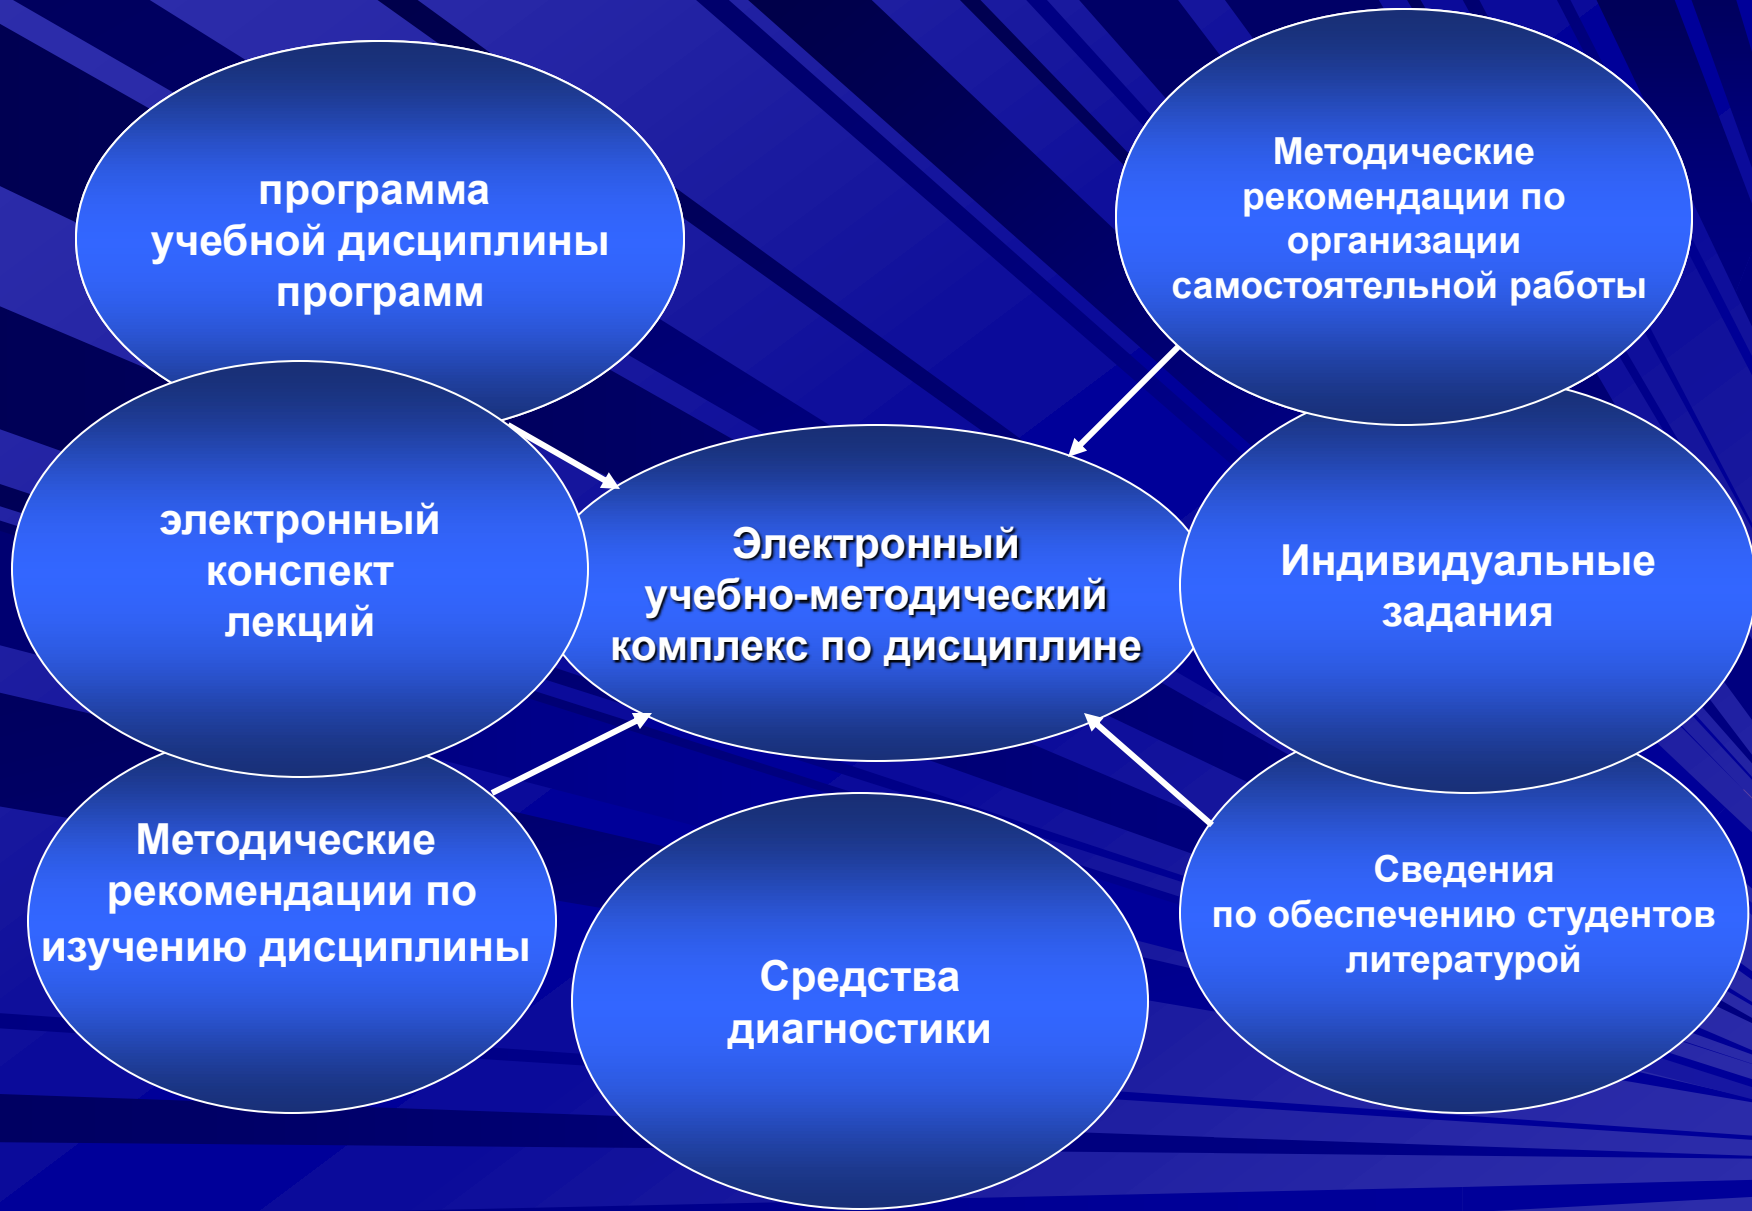 программа
учебной дисциплины
программ
Методические
рекомендации по
организации
самостоятельной работы
электронный
конспект
лекций
Электронный
учебно-методический
комплекс по дисциплине
Индивидуальные
задания
Методические
рекомендации по
изучению дисциплины
Средства
диагностики
Сведения
по обеспечению студентов
литературой